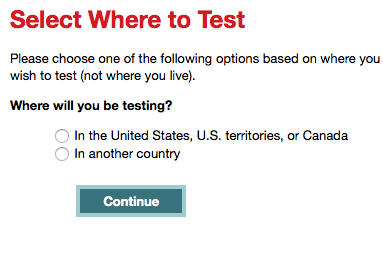 Select Where to Test
Please choose one of the following options based on where you
wish to test (not where you live).
Where will you be testing?
In the United States, U.S. territories, or Canada
In another country
Continue